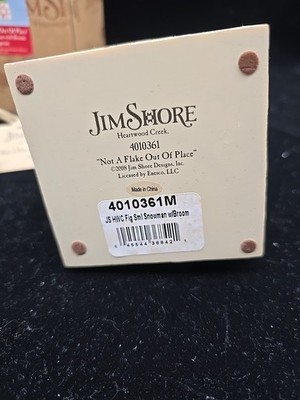 JIM SHORE
Heartwood Creek.
4010361
"Not A Flake Out Of Place"
©2008 Jim Shore Designs, Inc.
Licensed by Enesco, LLC
Made in China
4010361M
JS HWC Fig Sml Snowman w/Broom